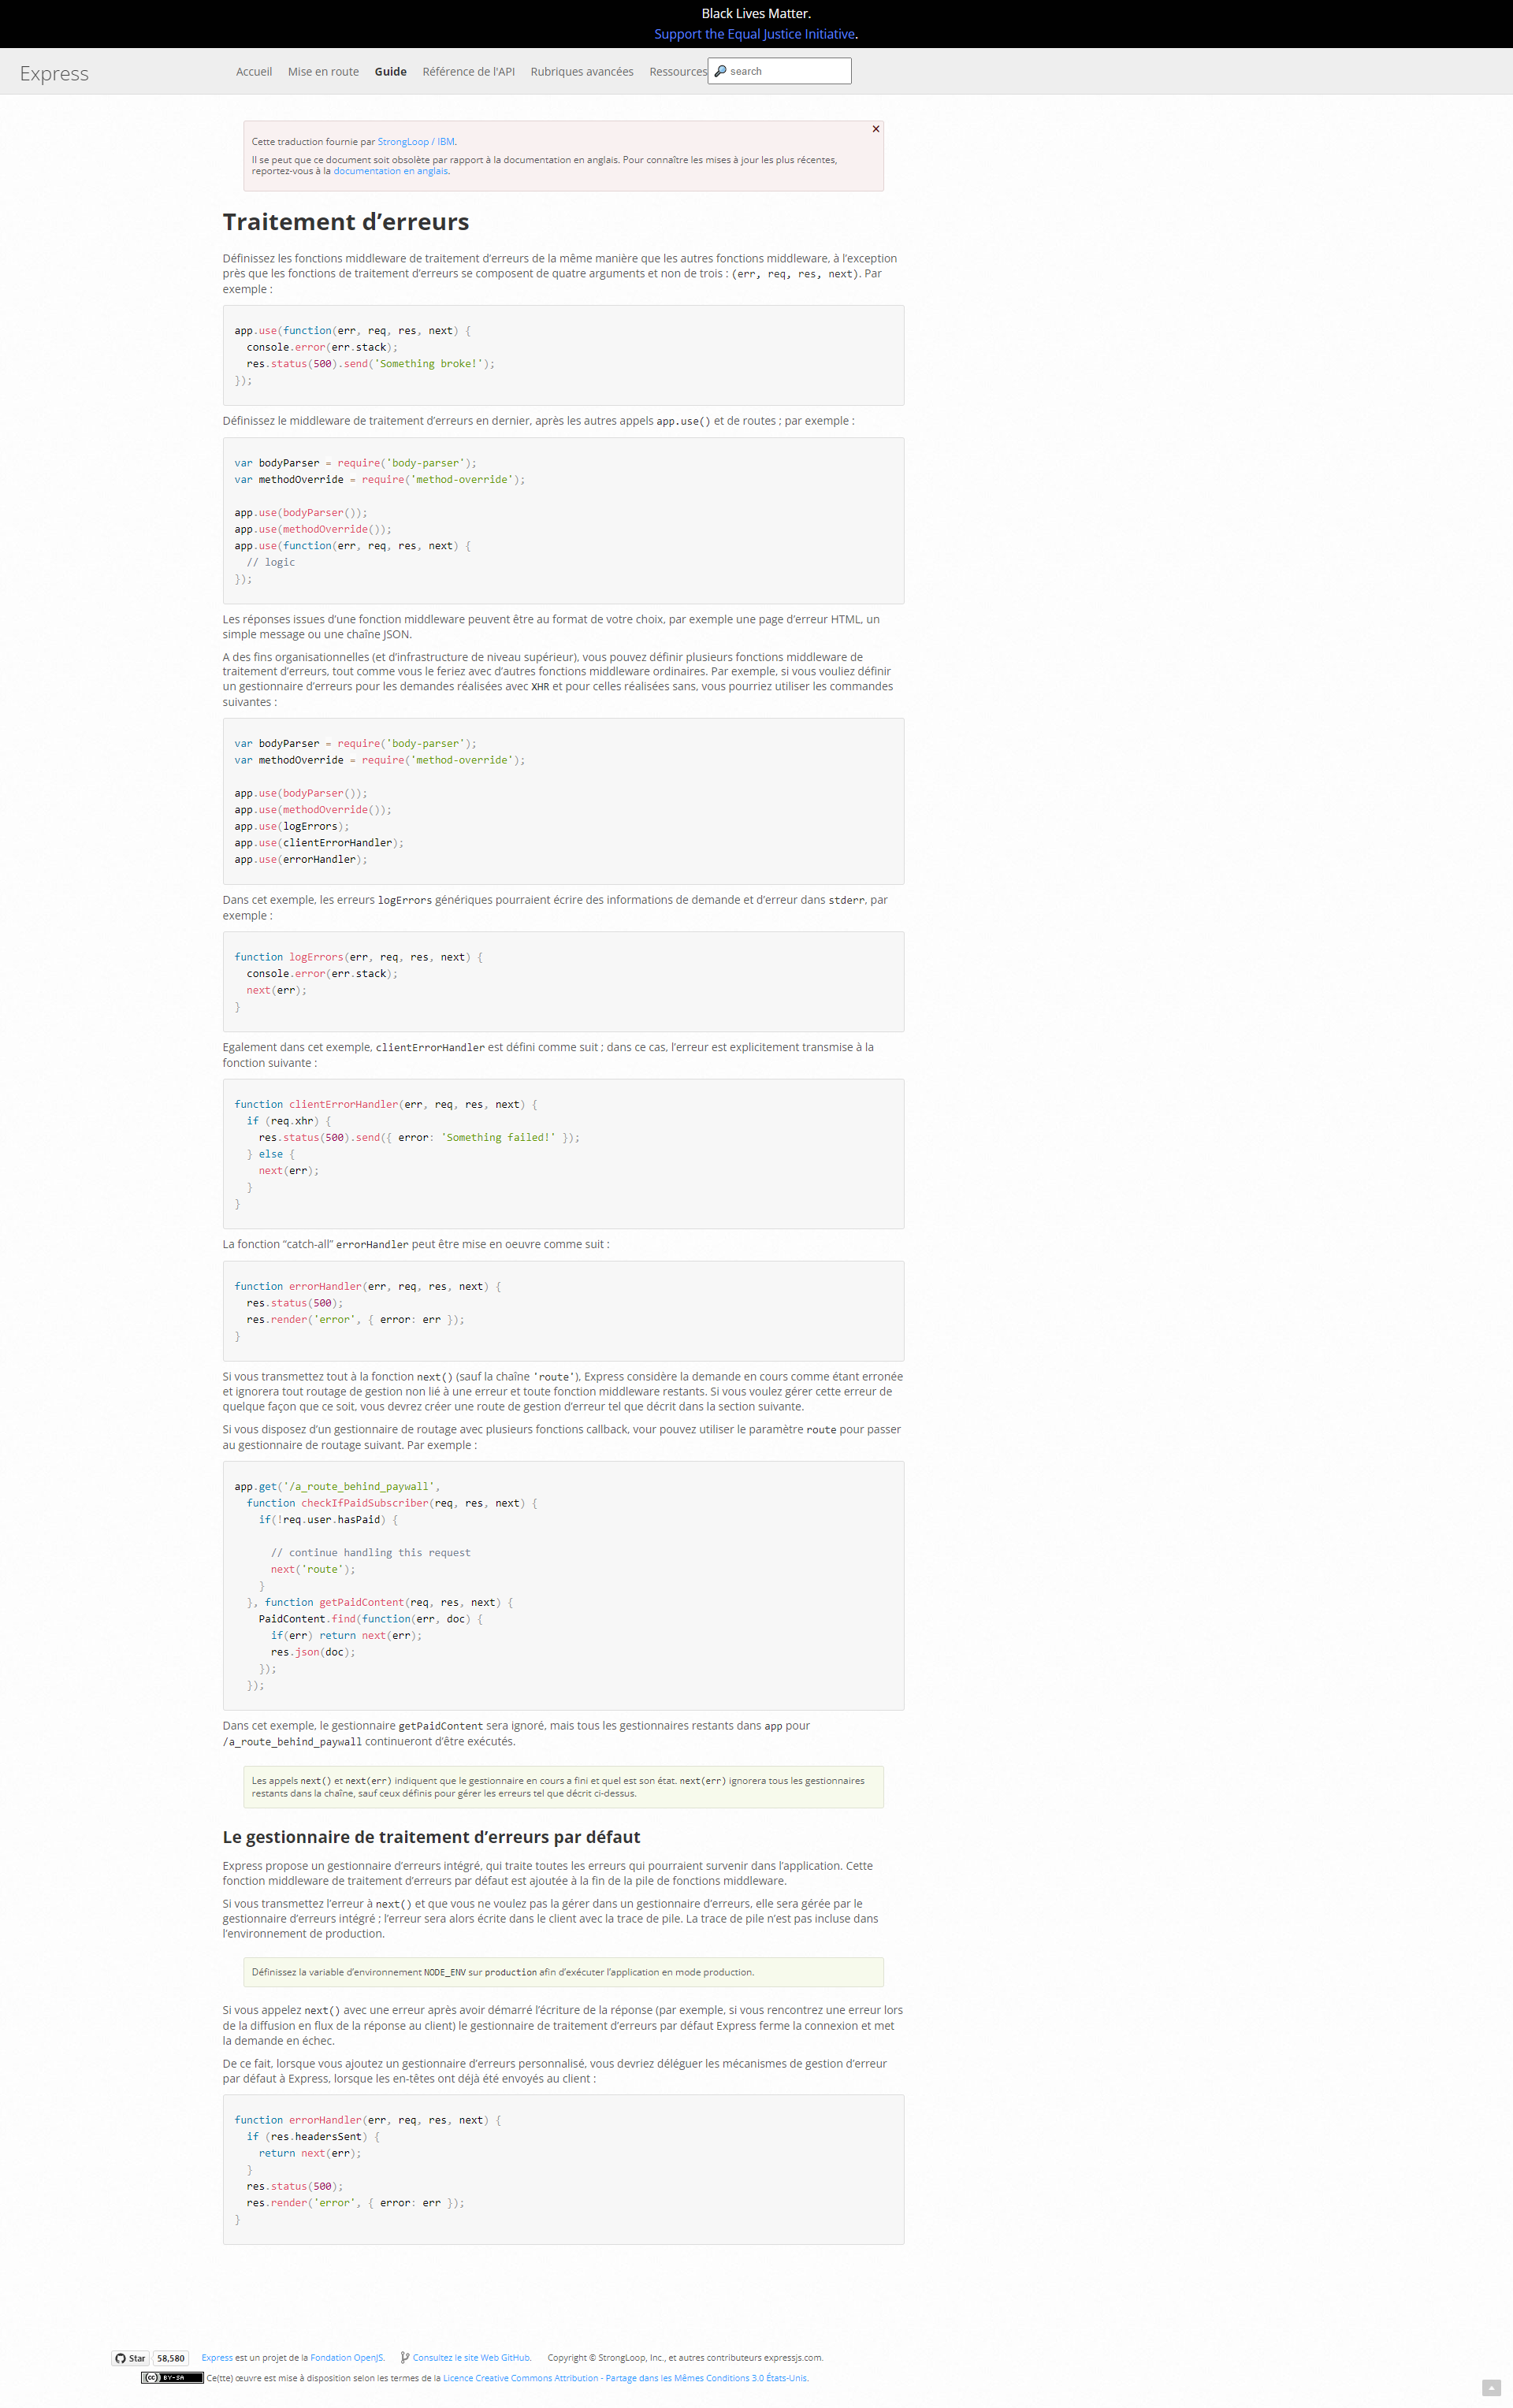 Black Lives Matter.
Support the Equal Justice Initiative.
Express
Accueil Mise en route Guide Référence de l'API Rubriques avancées Ressources search
Cette traduction fournie par StrongLoop / IBM.
Il se peut que ce document soit obsolète par rapport à la documentation en anglais. Pour connaître les mises à jour les plus récentes,
reportez-vous à la documentation en anglais.
Traitement d’erreurs
Définissez les fonctions middleware de traitement d’erreurs de la même manière que les autres fonctions middleware, à l’exception
près que les fonctions de traitement d’erreurs se composent de quatre arguments et non de trois : (err, req, res, next). Par
exemple :
app.use(function(err, req, res, next) {
  console.error(err.stack);
  res.status(500).send('Something broke!');
});
Définissez le middleware de traitement d’erreurs en dernier, après les autres appels app.use() et de routes ; par exemple :
var bodyParser = require('body-parser');
var methodOverride = require('method-override');
app.use(bodyParser());
app.use(methodOverride());
app.use(function(err, req, res, next) {
  // logic
});
Les réponses issues d’une fonction middleware peuvent être au format de votre choix, par exemple une page d’erreur HTML, un
simple message ou une chaîne JSON.
A des fins organisationnelles (et d’infrastructure de niveau supérieur), vous pouvez définir plusieurs fonctions middleware de
traitement d’erreurs, tout comme vous le feriez avec d’autres fonctions middleware ordinaires. Par exemple, si vous vouliez définir
un gestionnaire d’erreurs pour les demandes réalisées avec XHR et pour celles réalisées sans, vous pourriez utiliser les commandes
suivantes :
var bodyParser = require('body-parser');
var methodOverride = require('method-override');
app.use(bodyParser());
app.use(methodOverride());
app.use(logErrors);
app.use(clientErrorHandler);
app.use(errorHandler);
Dans cet exemple, les erreurs logErrors génériques pourraient écrire des informations de demande et d’erreur dans stderr, par
exemple :
function logErrors(err, req, res, next) {
  console.error(err.stack);
  next(err);
}
Egalement dans cet exemple, clientErrorHandler est défini comme suit ; dans ce cas, l’erreur est explicitement transmise à la
fonction suivante :
function clientErrorHandler(err, req, res, next) {
  if (req.xhr) {
    res.status(500).send({ error: 'Something failed!' });
  } else {
    next(err);
  }
}
La fonction “catch-all” errorHandler peut être mise en oeuvre comme suit :
function errorHandler(err, req, res, next) {
  res.status(500);
  res.render('error', { error: err });
}
Si vous transmettez tout à la fonction next() (sauf la chaîne 'route'), Express considère la demande en cours comme étant erronée
et ignorera tout routage de gestion non lié à une erreur et toute fonction middleware restants. Si vous voulez gérer cette erreur de
quelque façon que ce soit, vous devrez créer une route de gestion d’erreur tel que décrit dans la section suivante.
Si vous disposez d’un gestionnaire de routage avec plusieurs fonctions callback, vour pouvez utiliser le paramètre route pour passer
au gestionnaire de routage suivant. Par exemple :
app.get('/a_route_behind_paywall',
  function checkIfPaidSubscriber(req, res, next) {
    if(!req.user.hasPaid) {
      // continue handling this request
      next('route');
    }
  }, function getPaidContent(req, res, next) {
    PaidContent.find(function(err, doc) {
      if(err) return next(err);
      res.json(doc);
    });
  });
Dans cet exemple, le gestionnaire getPaidContent sera ignoré, mais tous les gestionnaires restants dans app pour
/a_route_behind_paywall continueront d’être exécutés.
Les appels next() et next(err) indiquent que le gestionnaire en cours a fini et quel est son état. next(err) ignorera tous les gestionnaires
restants dans la chaîne, sauf ceux définis pour gérer les erreurs tel que décrit ci-dessus.
Le gestionnaire de traitement d’erreurs par défaut
Express propose un gestionnaire d’erreurs intégré, qui traite toutes les erreurs qui pourraient survenir dans l’application. Cette
fonction middleware de traitement d’erreurs par défaut est ajoutée à la fin de la pile de fonctions middleware.
Si vous transmettez l’erreur à next() et que vous ne voulez pas la gérer dans un gestionnaire d’erreurs, elle sera gérée par le
gestionnaire d’erreurs intégré ; l’erreur sera alors écrite dans le client avec la trace de pile. La trace de pile n’est pas incluse dans
l’environnement de production.
Définissez la variable d’environnement NODE_ENV sur production afin d’exécuter l’application en mode production.
Si vous appelez next() avec une erreur après avoir démarré l’écriture de la réponse (par exemple, si vous rencontrez une erreur lors
de la diffusion en flux de la réponse au client) le gestionnaire de traitement d’erreurs par défaut Express ferme la connexion et met
la demande en échec.
De ce fait, lorsque vous ajoutez un gestionnaire d’erreurs personnalisé, vous devriez déléguer les mécanismes de gestion d’erreur
par défaut à Express, lorsque les en-têtes ont déjà été envoyés au client :
function errorHandler(err, req, res, next) {
  if (res.headersSent) {
    return next(err);
  }
  res.status(500);
  res.render('error', { error: err });
}
Star 58,580 Express est un projet de la Fondation OpenJS. Consultez le site Web GitHub. Copyright © StrongLoop, Inc., et autres contributeurs expressjs.com.
(cc) BY-SA Ce(tte) œuvre est mise à disposition selon les termes de la Licence Creative Commons Attribution - Partage dans les Mêmes Conditions 3.0 États-Unis.